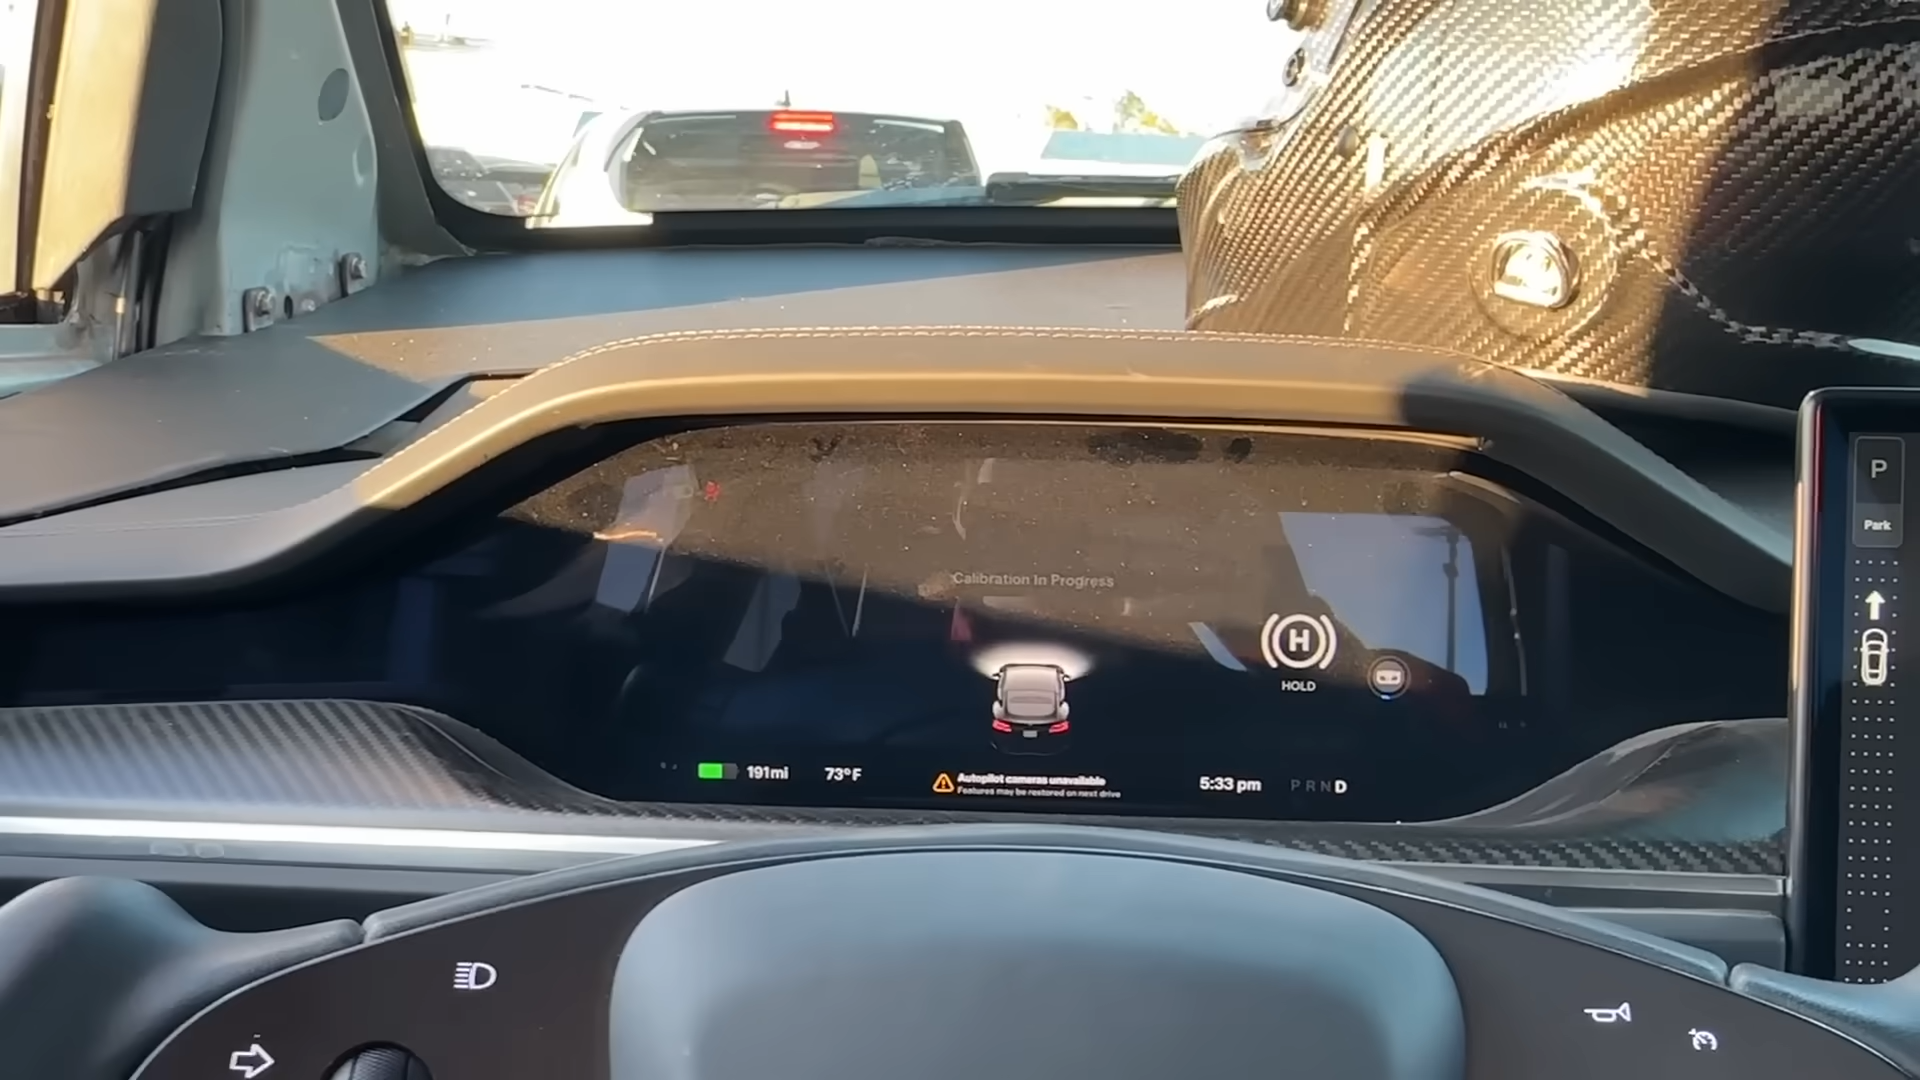 P
Park
Calibration In Progress
H
HOLD
191mi
73°F
Autopilot cameras unavailable
Features may be restored on next drive
5:33 pm
P R N D